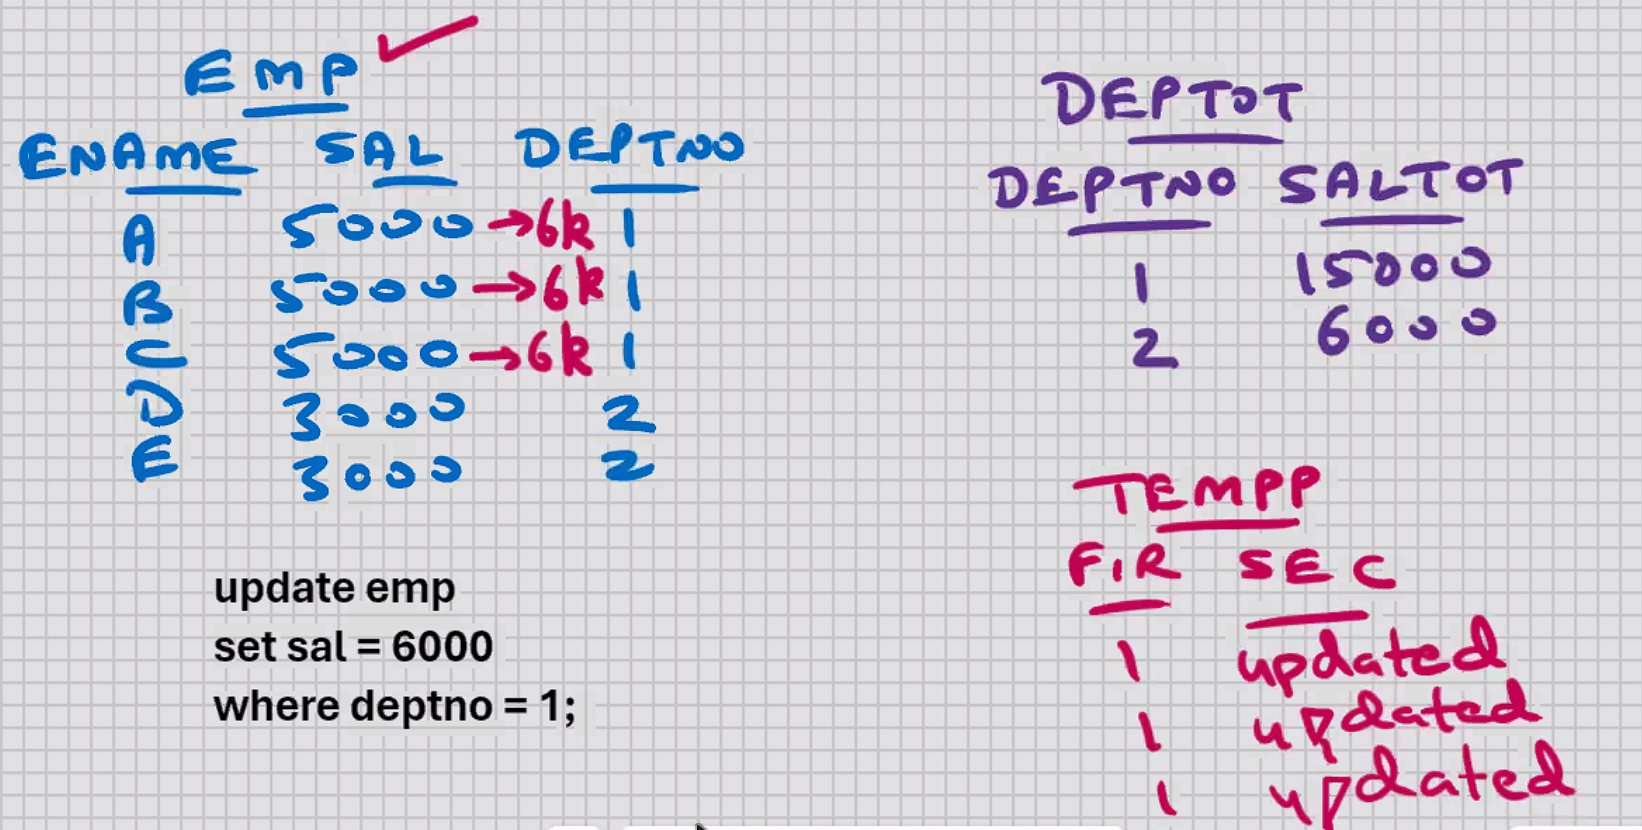 EMP
ENAME SAL DEPTNO
A 5000 →6k 1
B 5000 →6k 1
C 5000 →6k 1
D 3000 2
E 3000 2
update emp
set sal = 6000
where deptno = 1;
DEPTOT
DEPTNO SALTOT
1 15000
2 6000
TEMPP
FIR SEC
1 updated
1 updated
1 updated